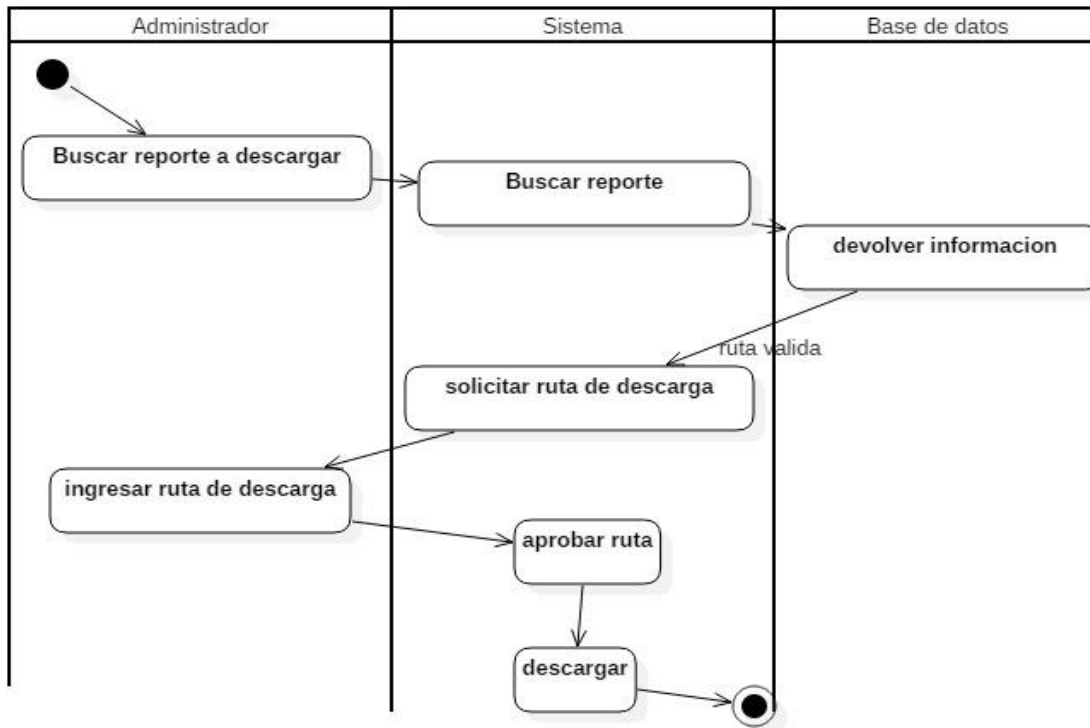 Administrador
Sistema
Base de datos
Buscar reporte a descargar
Buscar reporte
devolver informacion
ruta valida
solicitar ruta de descarga
ingresar ruta de descarga
aprobar ruta
descargar